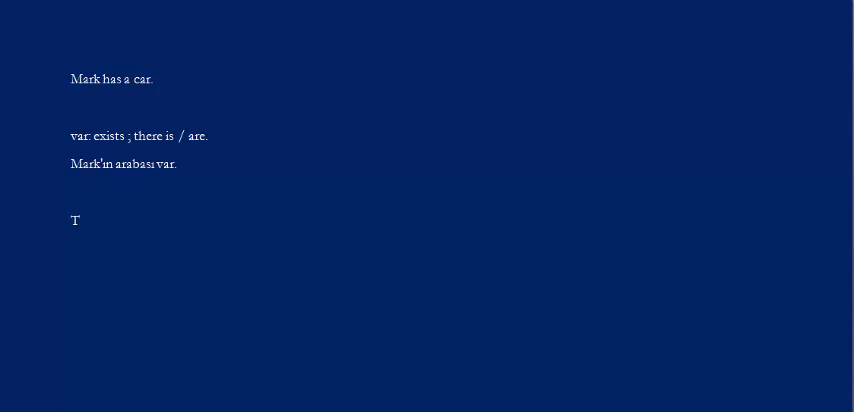 Mark has a car.
var: exists ; there is / are.
Mark'ın arabası var.
T